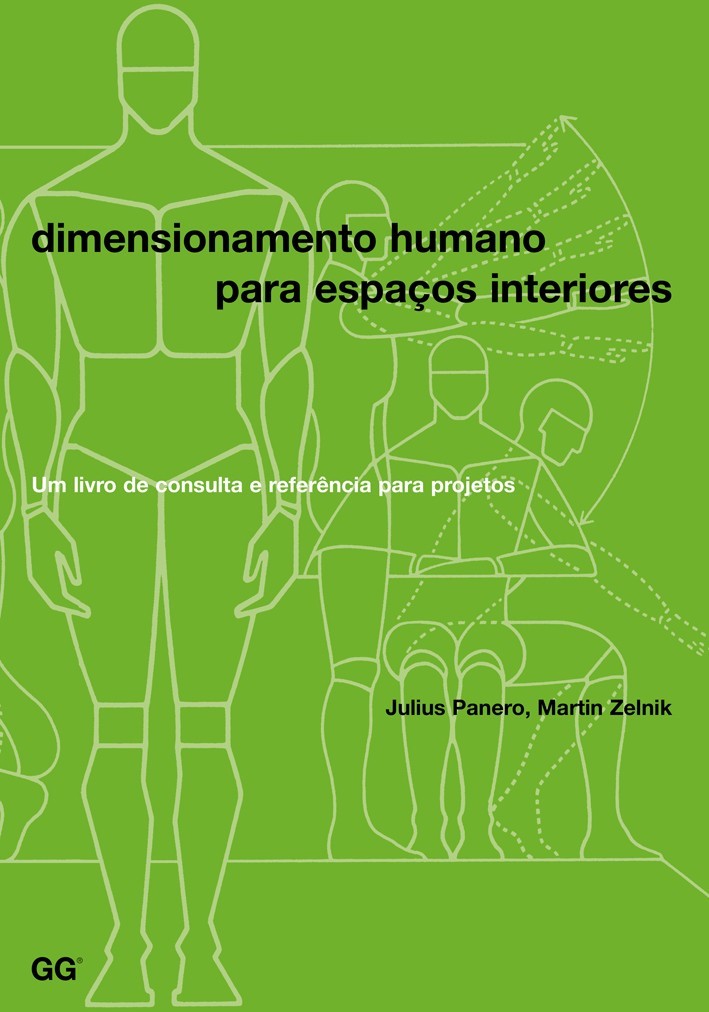 dimensionamento humano
para espaços interiores
Um livro de consulta e referência para projetos
Julius Panero, Martin Zelnik
GG®